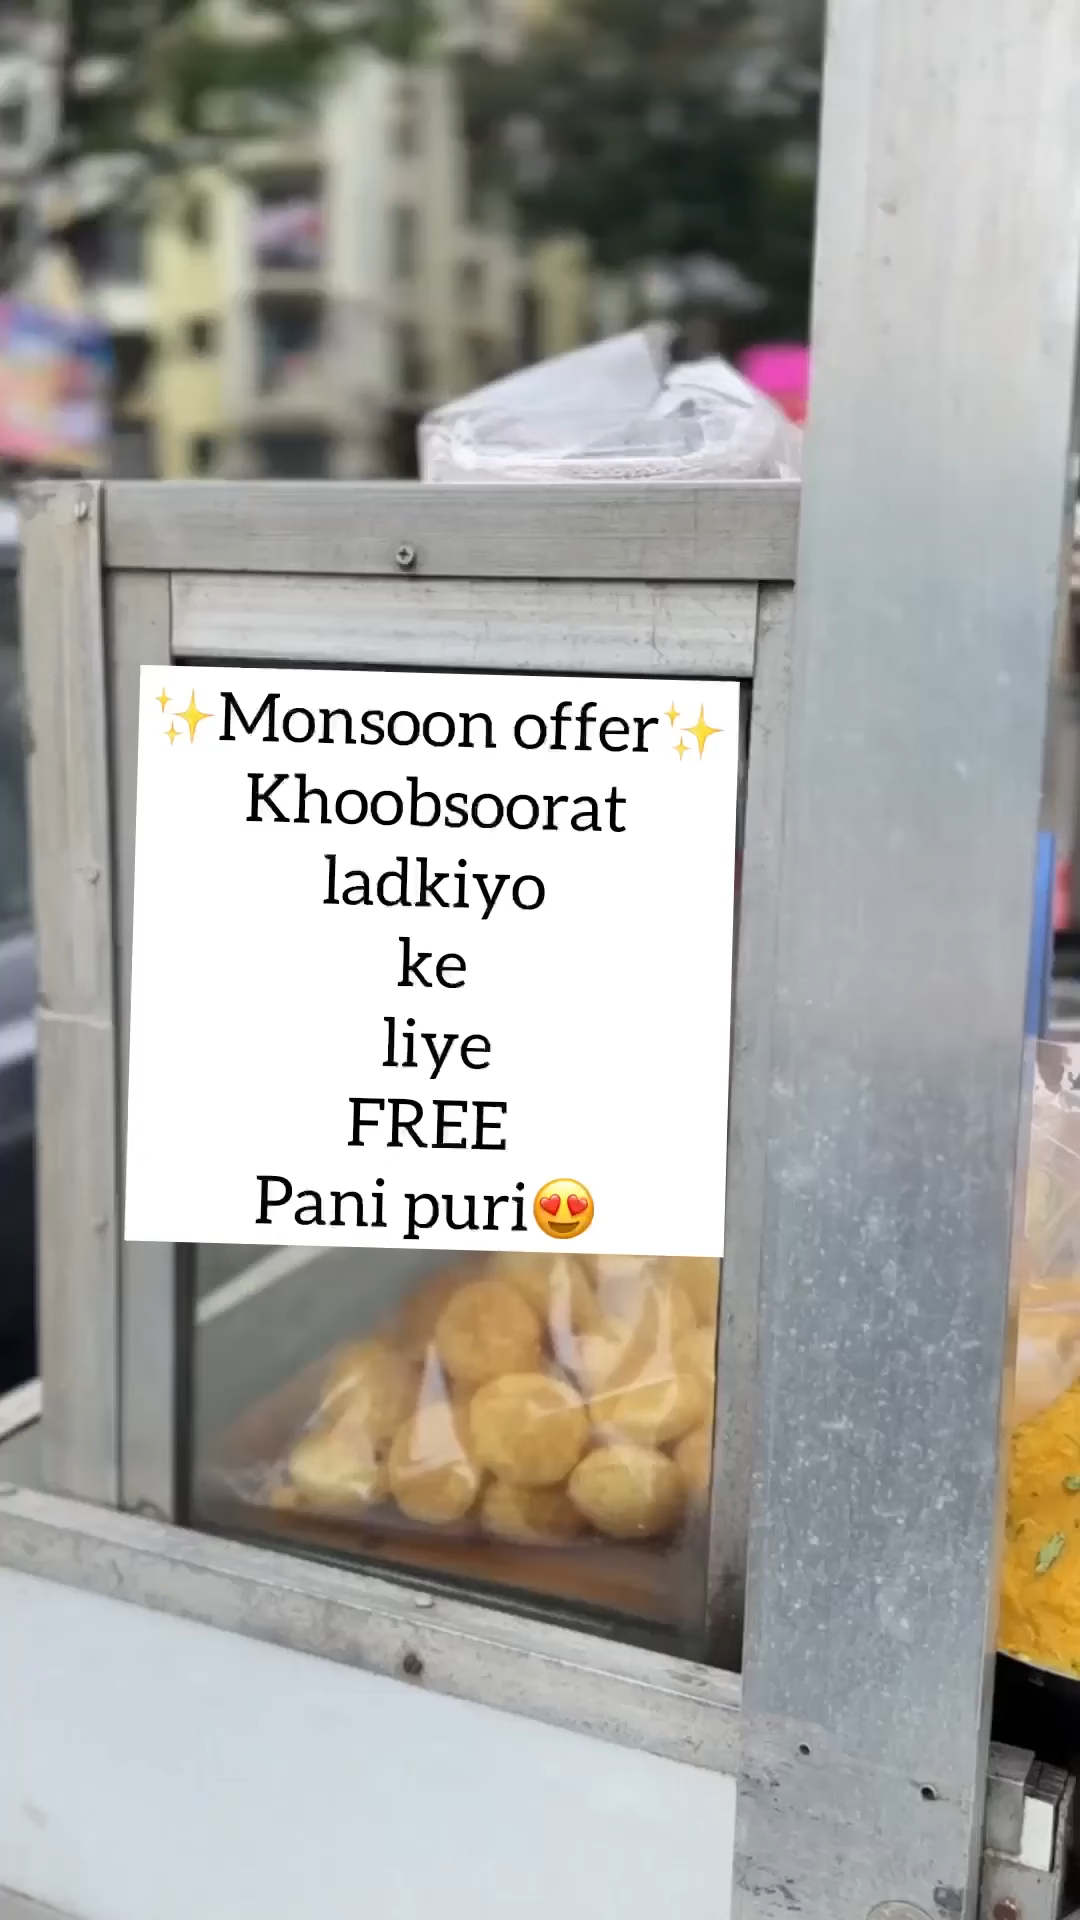 ✨Monsoon offer✨
Khoobsoorat
ladkiyo
ke
liye
FREE
Pani puri😍